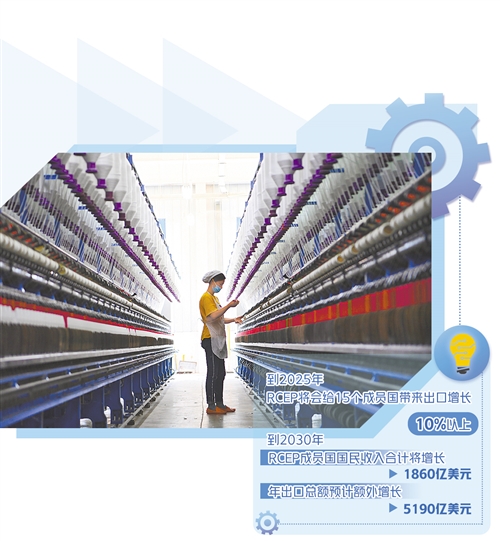 到2025年
RCEP将会给15个成员国带来出口增长
10%以上
到2030年
RCEP成员国国民收入合计将增长
1860亿美元
年出口总额预计额外增长
5190亿美元